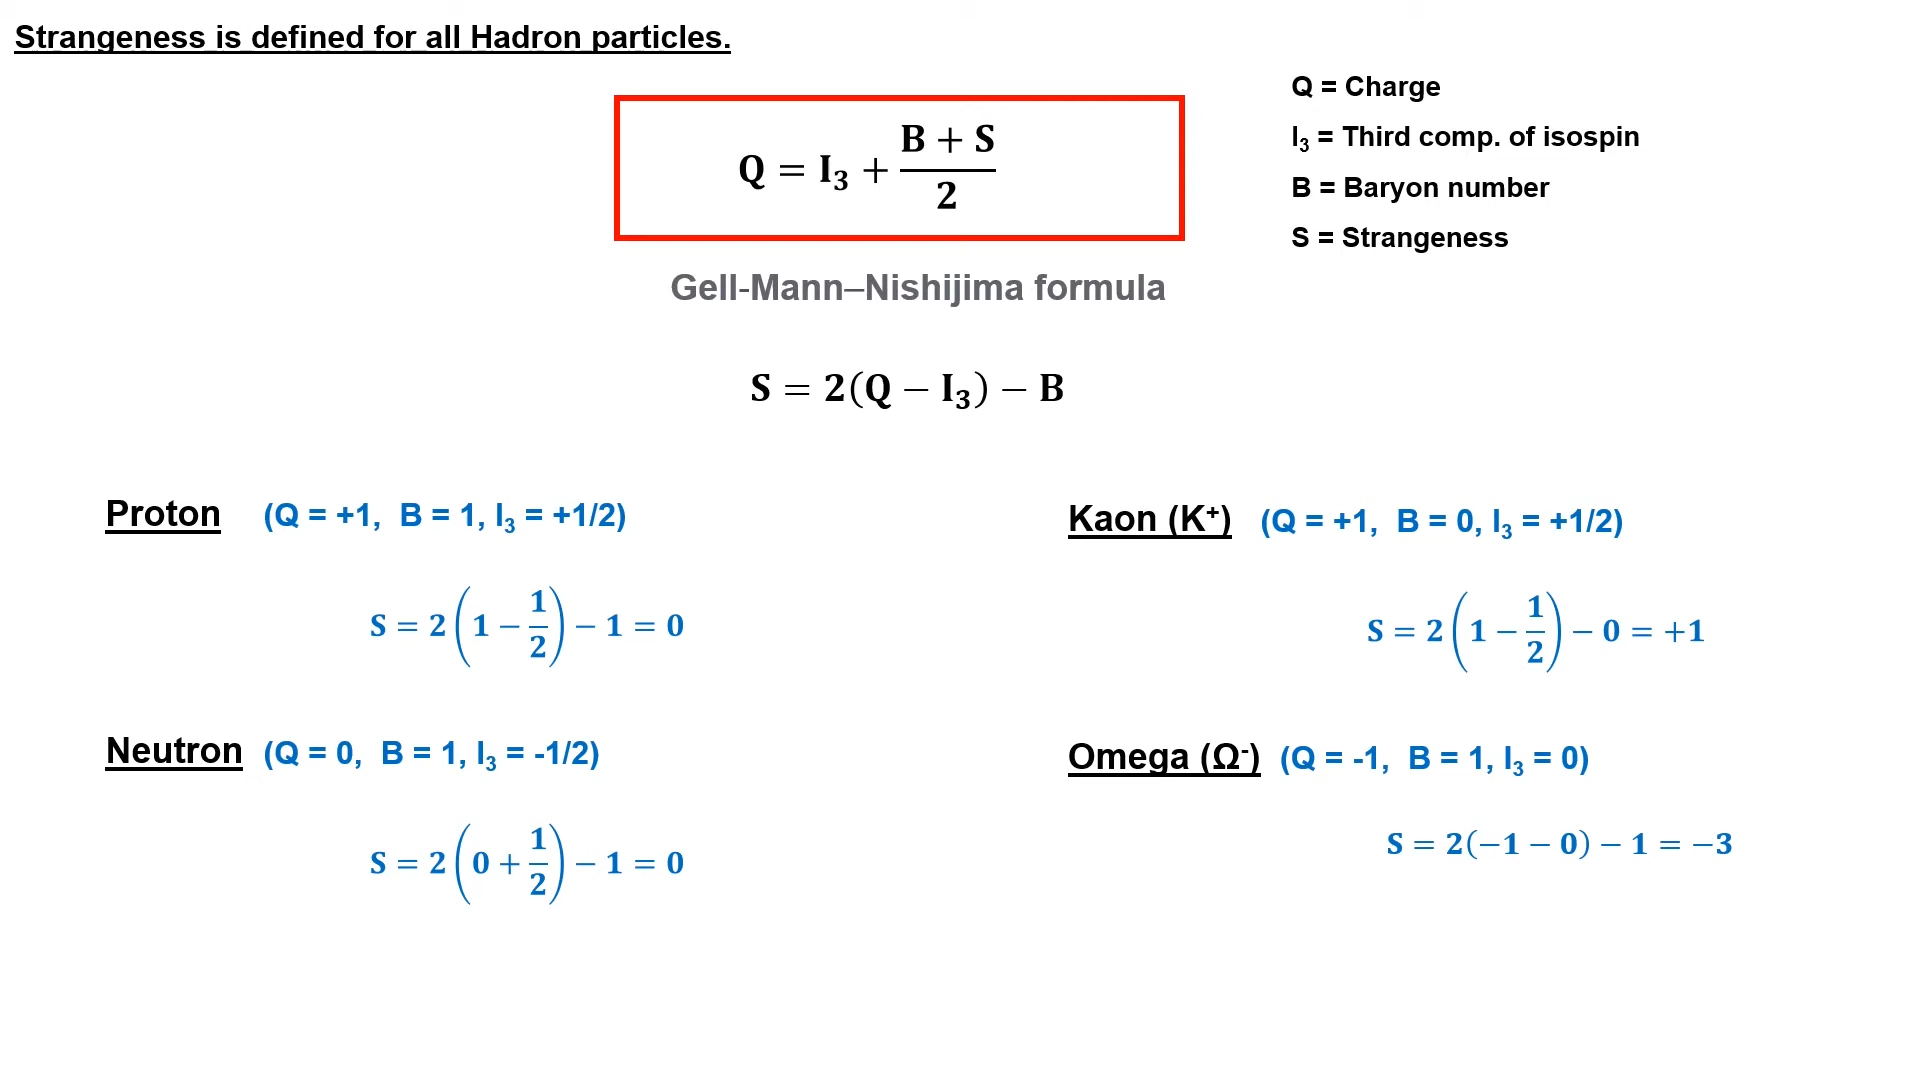 Strangeness is defined for all Hadron particles.
Q = I₃ + (B + S)/2
Gell-Mann–Nishijima formula
Q = Charge
I₃ = Third comp. of isospin
B = Baryon number
S = Strangeness
S = 2(Q − I₃) − B
Proton (Q = +1, B = 1, I₃ = +1/2)
S = 2(1 − 1/2) − 1 = 0
Neutron (Q = 0, B = 1, I₃ = -1/2)
S = 2(0 + 1/2) − 1 = 0
Kaon (K⁺) (Q = +1, B = 0, I₃ = +1/2)
S = 2(1 − 1/2) − 0 = +1
Omega (Ω⁻) (Q = -1, B = 1, I₃ = 0)
S = 2(−1 − 0) − 1 = −3